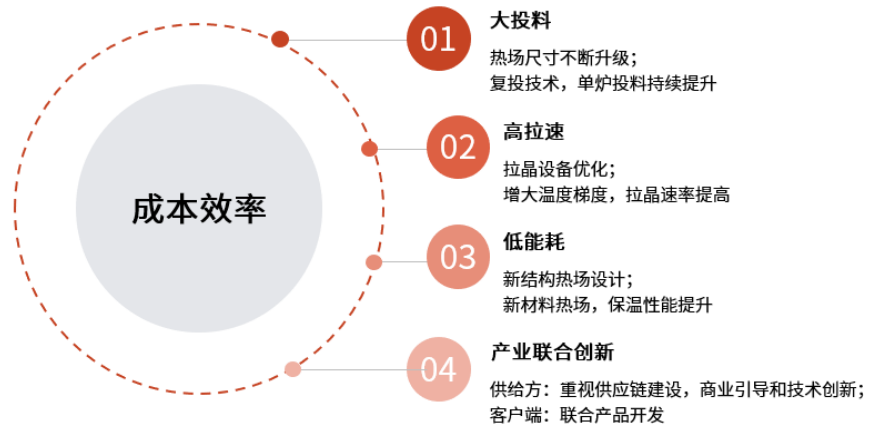 成本效率
01
大投料
热场尺寸不断升级；
复投技术，单炉投料持续提升
02
高拉速
拉晶设备优化；
增大温度梯度，拉晶速率提高
03
低能耗
新结构热场设计；
新材料热场，保温性能提升
04
产业联合创新
供给方：重视供应链建设，商业引导和技术创新；
客户端：联合产品开发